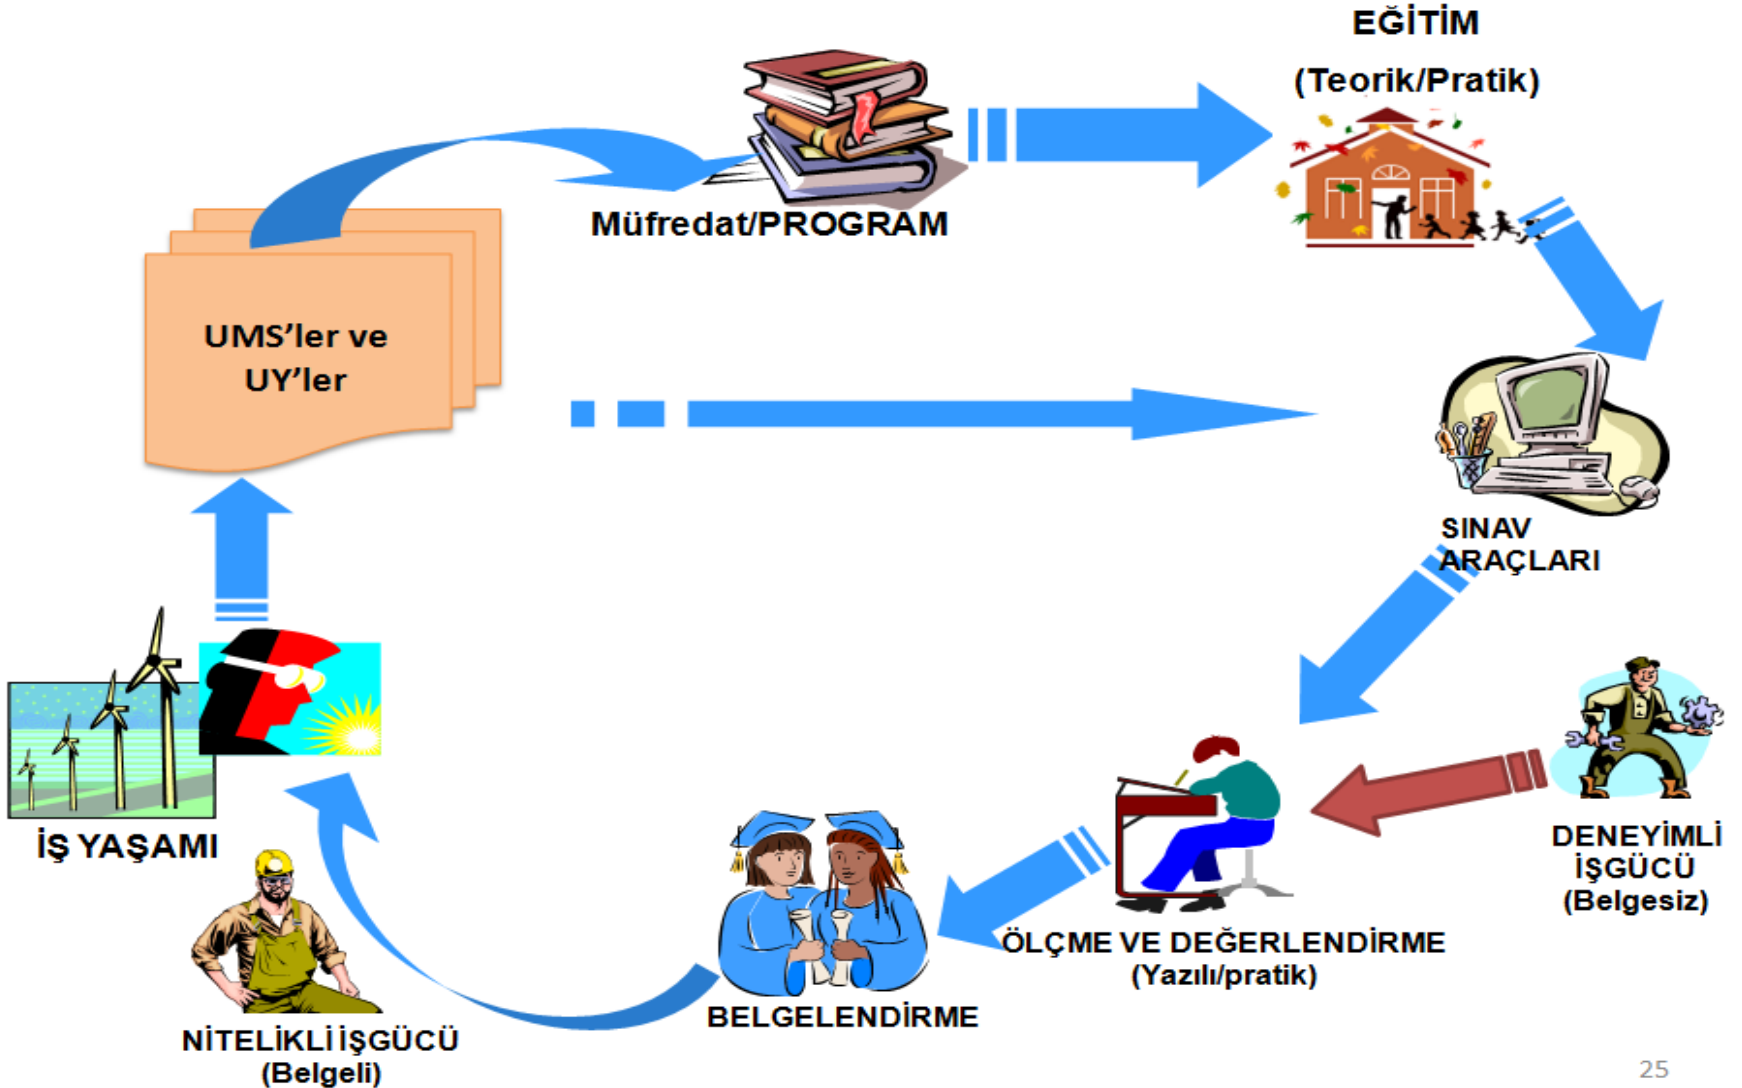 EĞİTİM
(Teorik/Pratik)
Müfredat/PROGRAM
UMS’ler ve
UY’ler
SINAV
ARAÇLARI
İŞ YAŞAMI
DENEYİMLİ
İŞGÜCÜ
(Belgesiz)
ÖLÇME VE DEĞERLENDİRME
(Yazılı/pratik)
BELGELENDİRME
NİTELİKLİ İŞGÜCÜ
(Belgeli)
25